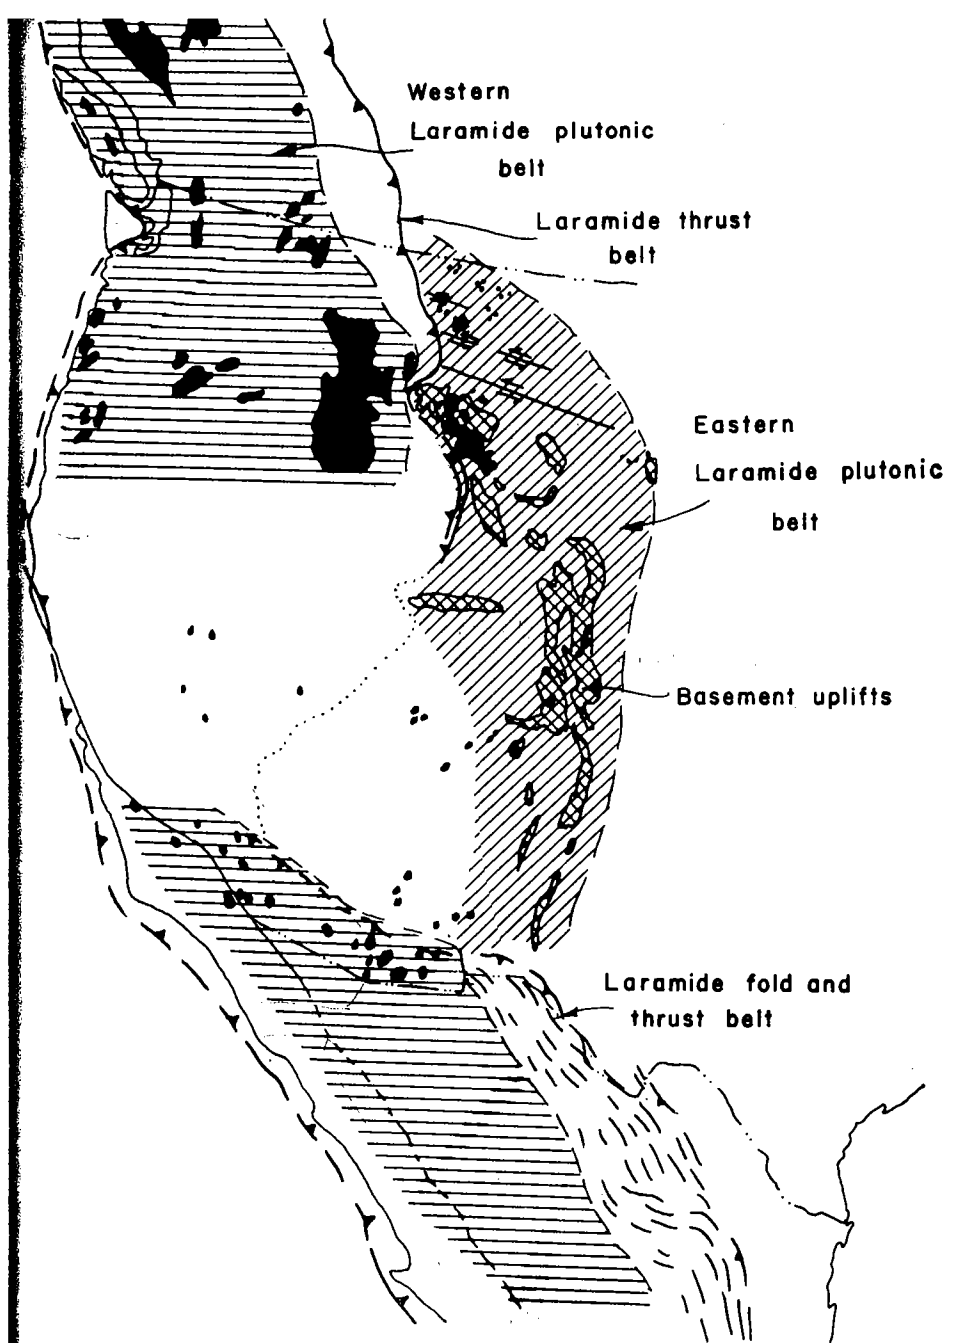 Western
Laramide plutonic
belt
Laramide thrust
belt
Eastern
Laramide plutonic
belt
Basement uplifts
Laramide fold and
thrust belt